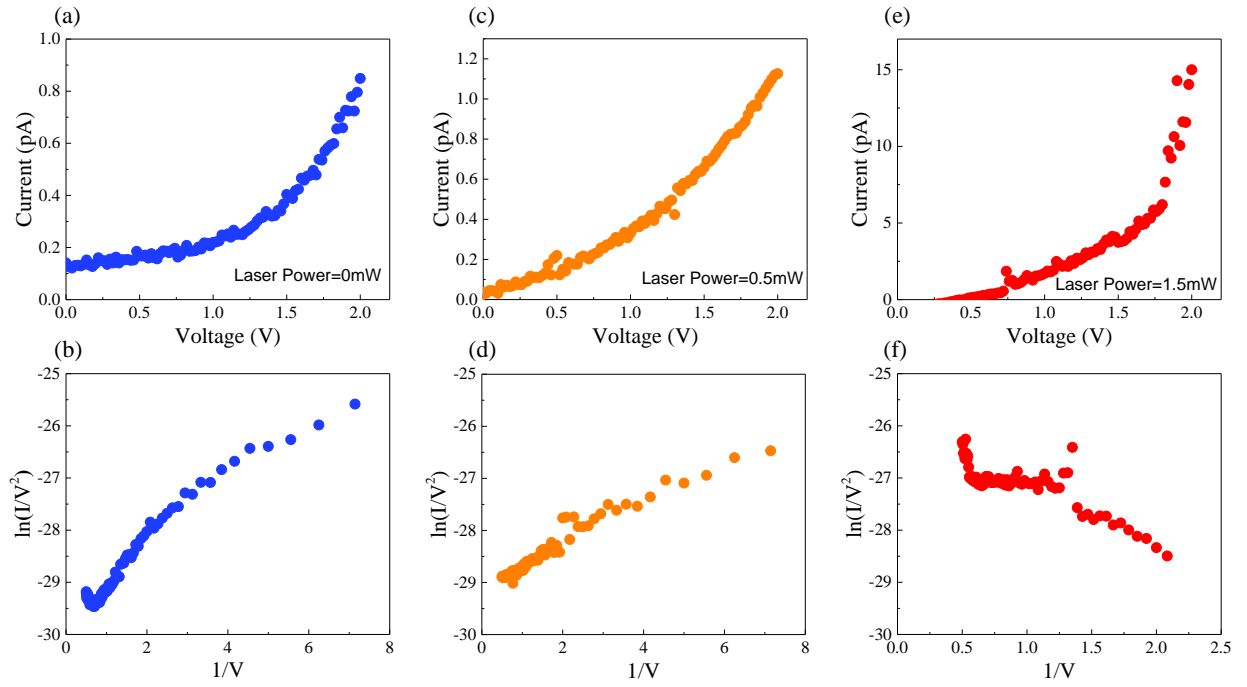 (a)
1.0
0.8
0.6
0.4
0.2
0.0
Current (pA)
Laser Power=0mW
0.0 0.5 1.0 1.5 2.0
Voltage (V)
(c)
1.2
1.0
0.8
0.6
0.4
0.2
0.0
Current (pA)
Laser Power=0.5mW
0.0 0.5 1.0 1.5 2.0
Voltage (V)
(e)
15
10
5
0
Current (pA)
Laser Power=1.5mW
0.0 0.5 1.0 1.5 2.0
Voltage (V)
(b)
-25
-26
-27
-28
-29
-30
ln(I/V²)
0 2 4 6 8
1/V
(d)
-25
-26
-27
-28
-29
-30
ln(I/V²)
0 2 4 6 8
1/V
(f)
-25
-26
-27
-28
-29
-30
ln(I/V²)
0.0 0.5 1.0 1.5 2.0 2.5
1/V